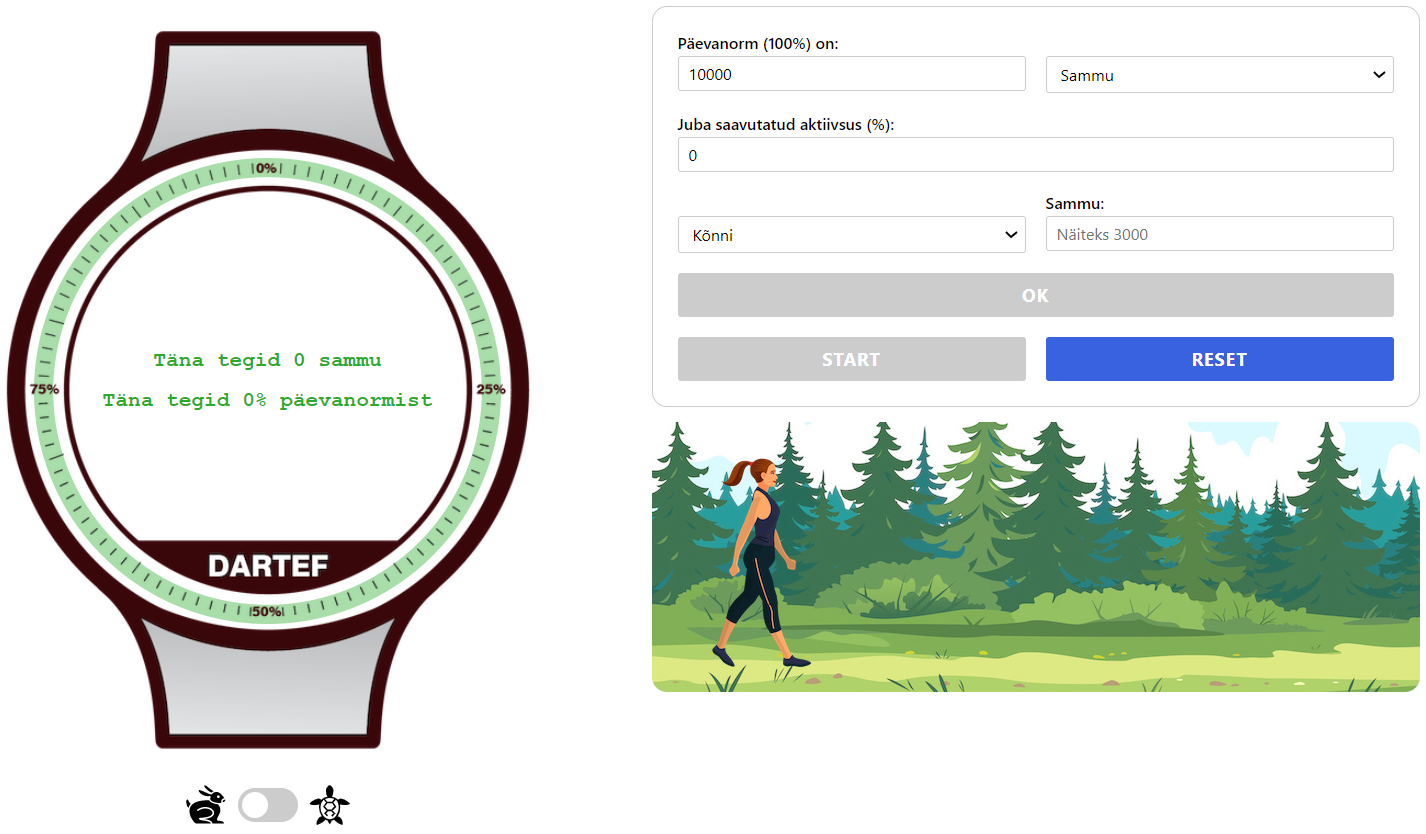 0%
25%
50%
75%
Täna tegid 0 sammu
Täna tegid 0% päevanormist
DARTEF
Päevanorm (100%) on:
10000
Sammu
Juba saavutatud aktiivsus (%):
0
Kõnni
Sammu:
Näiteks 3000
OK
START
RESET